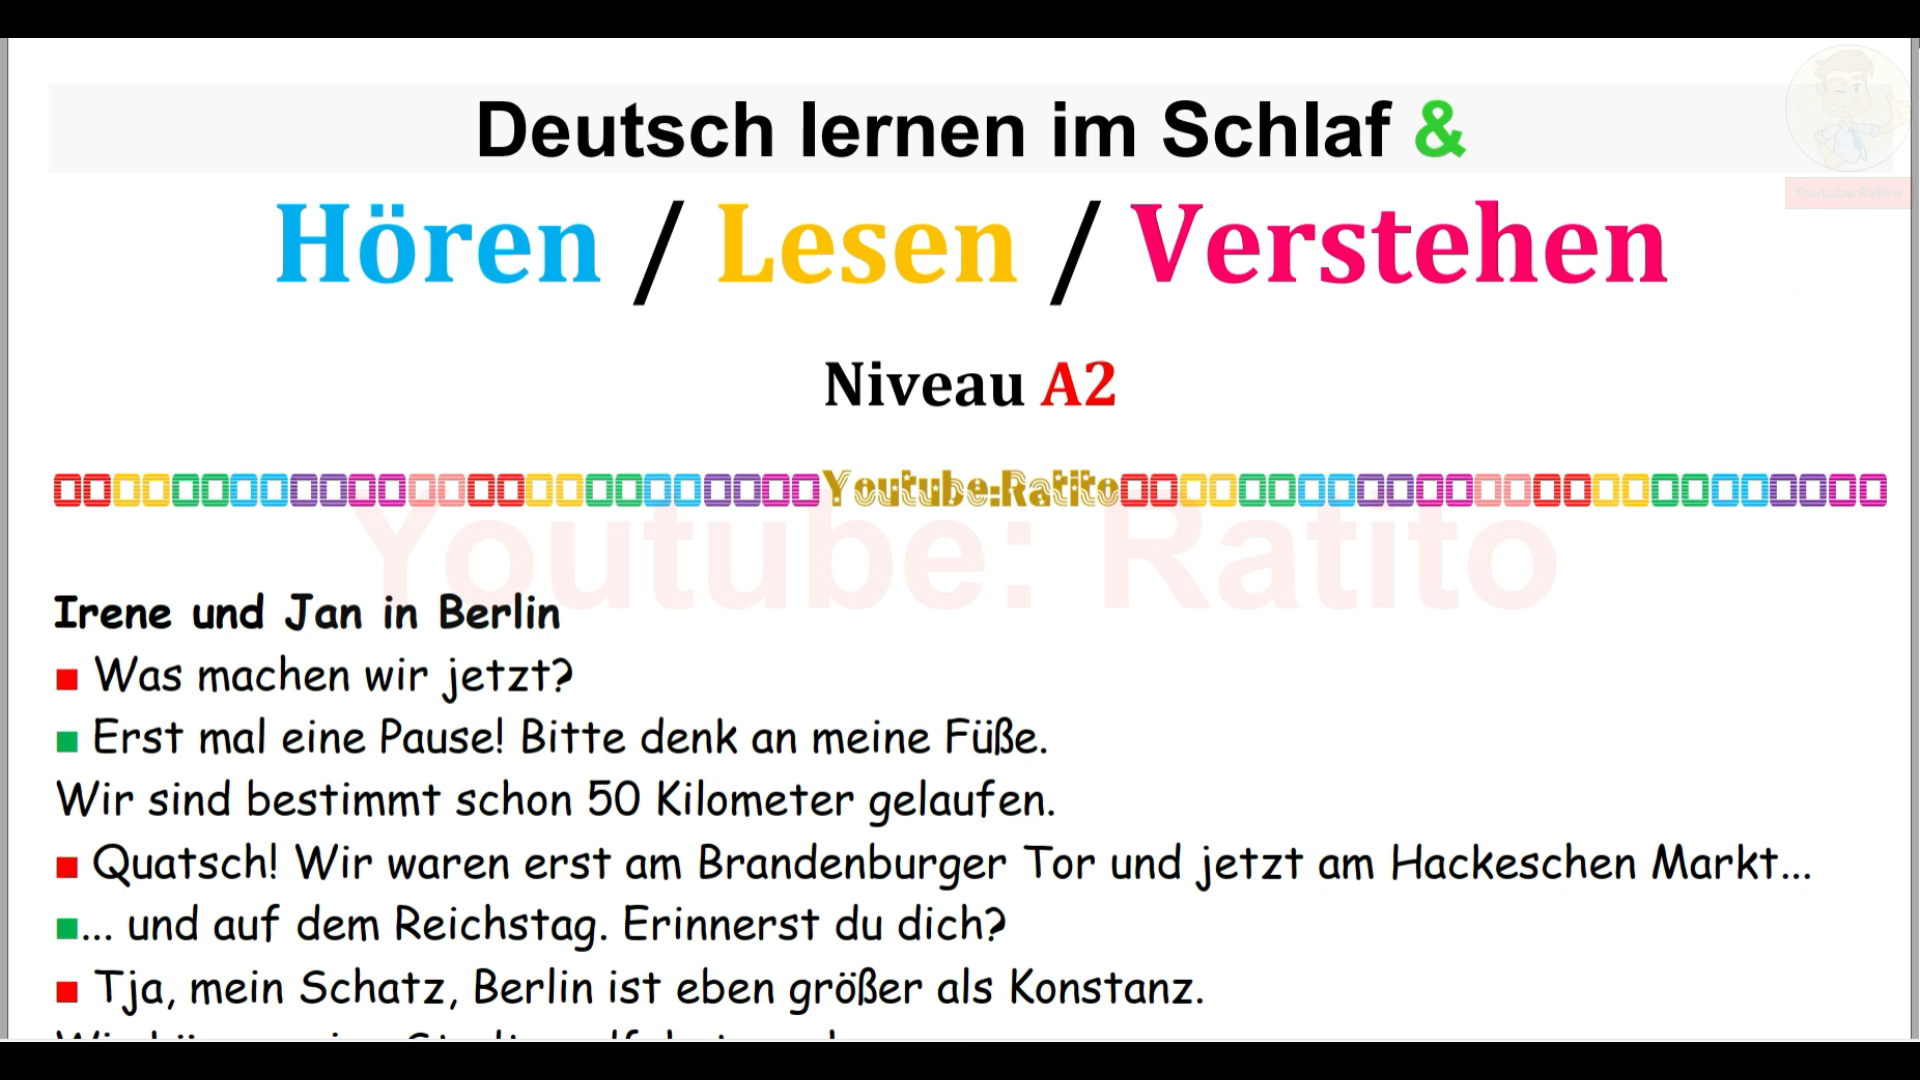 Deutsch lernen im Schlaf &
Hören / Lesen / Verstehen
Niveau A2
Youtube:Ratito
Youtube: Ratito
Youtube:Ratito
Irene und Jan in Berlin
Was machen wir jetzt?
Erst mal eine Pause! Bitte denk an meine Füße.
Wir sind bestimmt schon 50 Kilometer gelaufen.
Quatsch! Wir waren erst am Brandenburger Tor und jetzt am Hackeschen Markt...
... und auf dem Reichstag. Erinnerst du dich?
Tja, mein Schatz, Berlin ist eben größer als Konstanz.